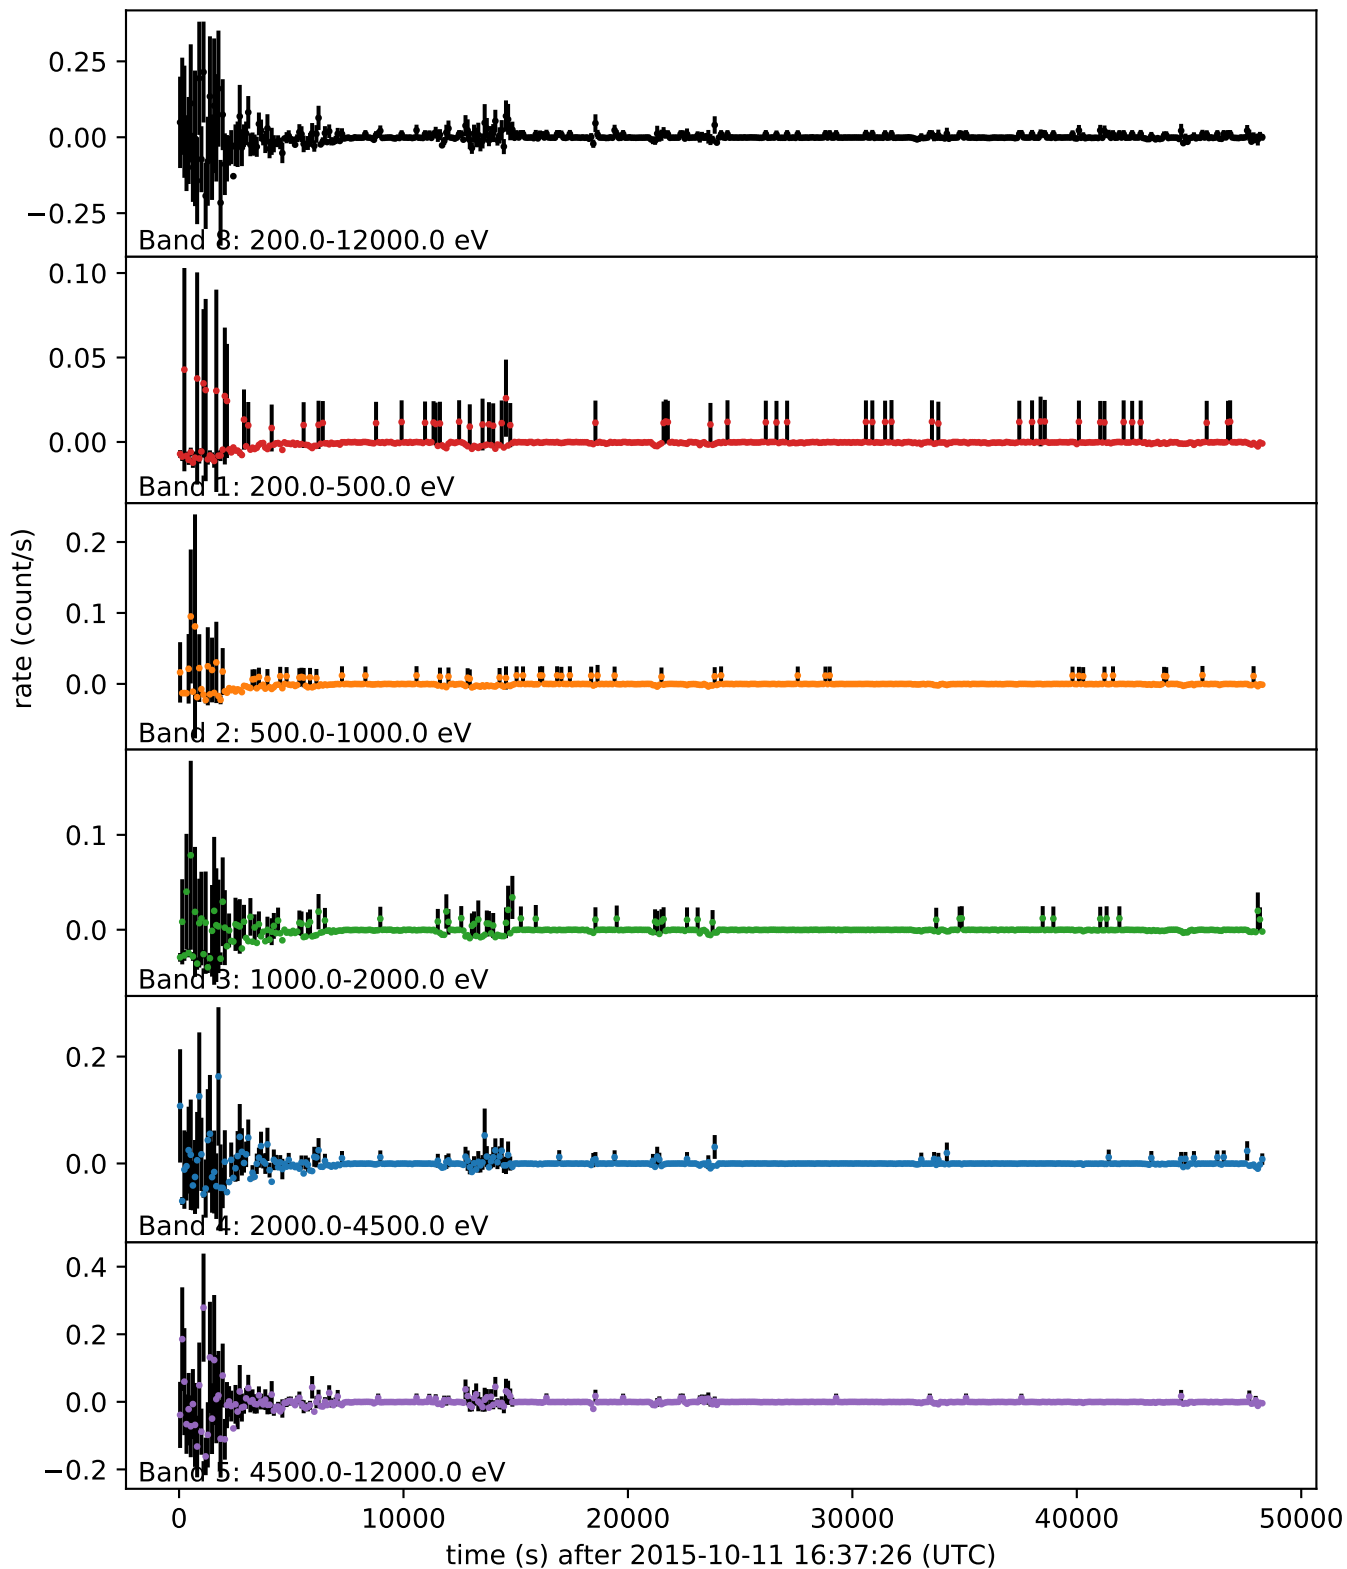 0.25
0.00
−0.25
Band 8: 200.0-12000.0 eV
0.10
0.05
0.00
Band 1: 200.0-500.0 eV
0.2
0.1
0.0
Band 2: 500.0-1000.0 eV
rate (count/s)
0.1
0.0
Band 3: 1000.0-2000.0 eV
0.2
0.0
Band 4: 2000.0-4500.0 eV
0.4
0.2
0.0
−0.2
Band 5: 4500.0-12000.0 eV
0 10000 20000 30000 40000 50000
time (s) after 2015-10-11 16:37:26 (UTC)